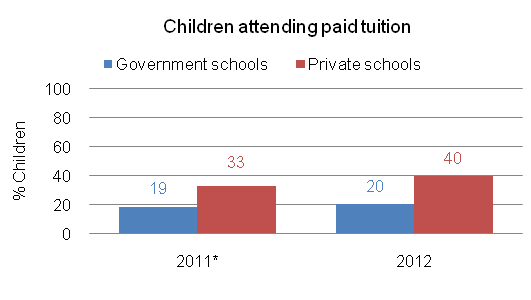 Children attending paid tuition
Government schools Private schools
% Children
100
80
60
40
20
0
19 33 20 40
2011* 2012